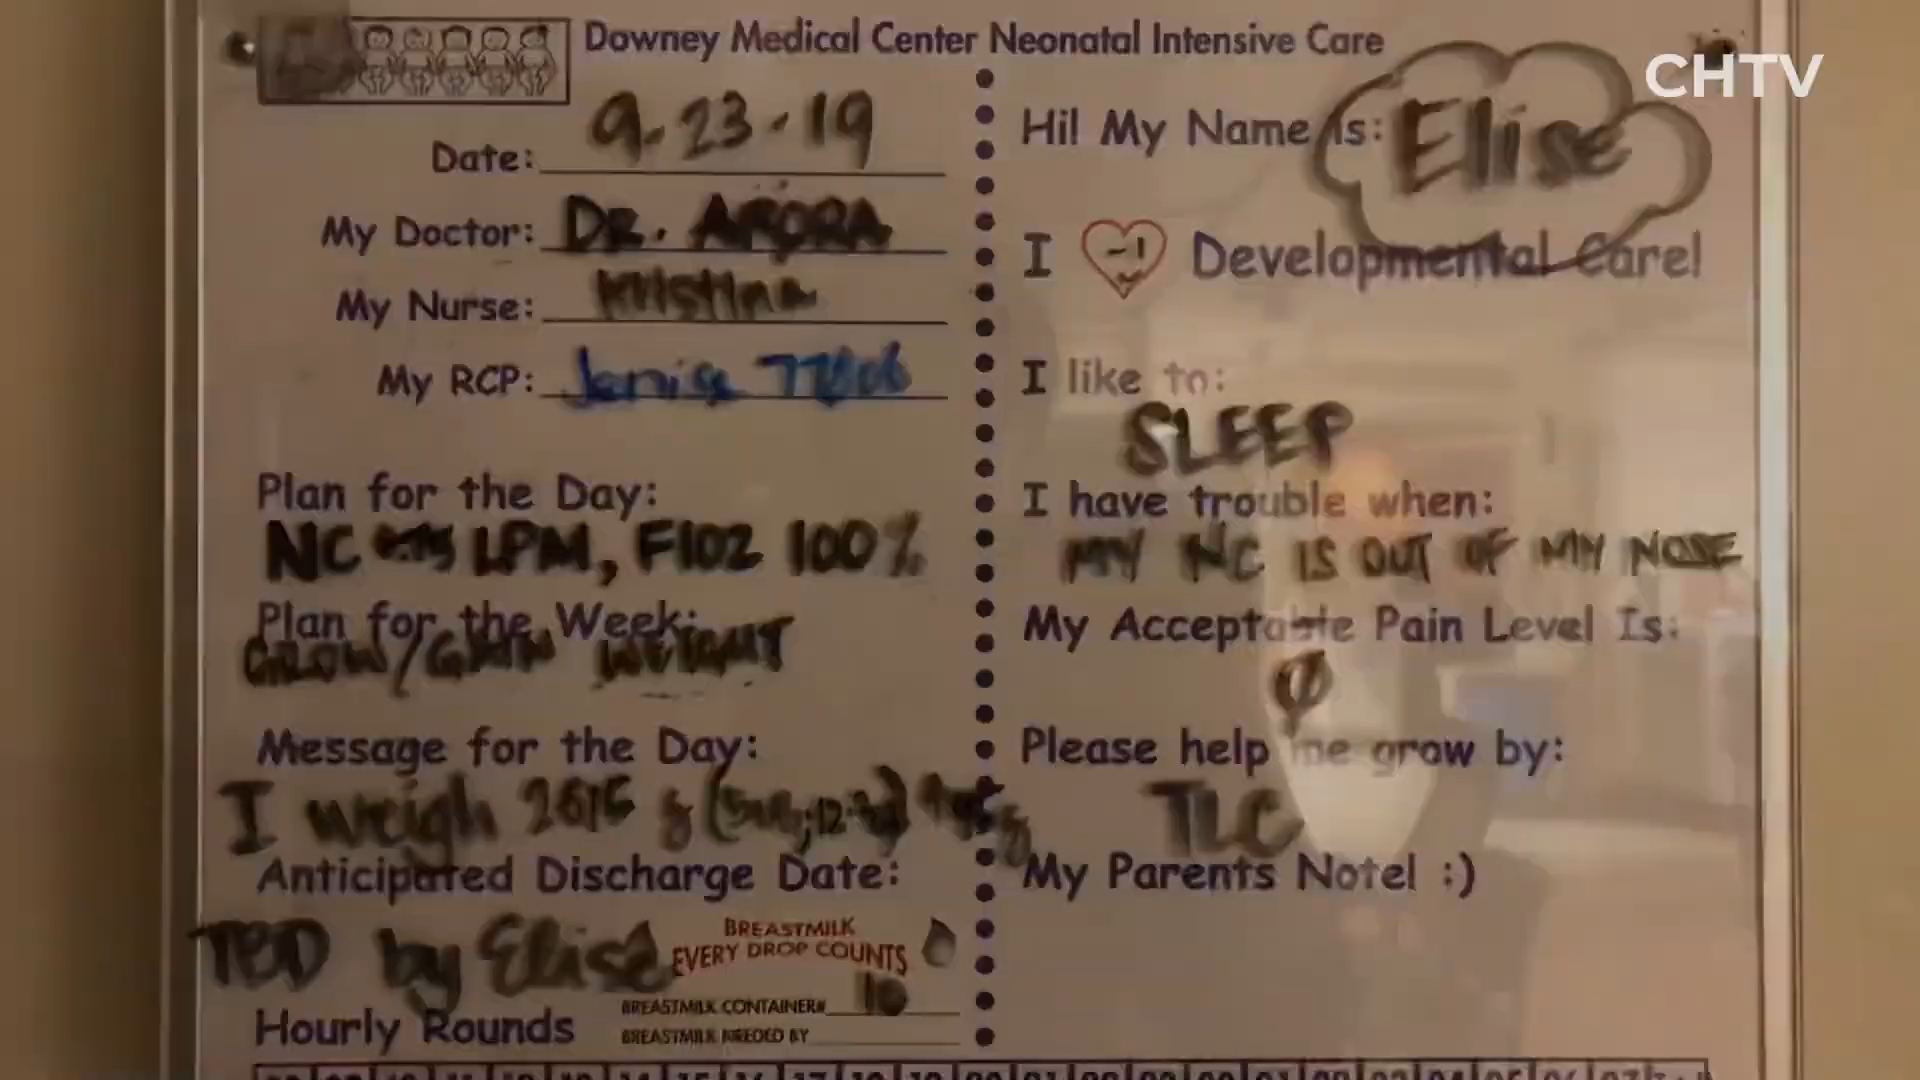 Downey Medical Center Neonatal Intensive Care
CHTV
Date: 9-23-19
My Doctor: DR. ARORA
My Nurse: Kristina
My RCP: Jenise
Plan for the Day:
NC LPM, FIO2 100%
Plan for the Week:
GROW/GAIN WEIGHT
Message for the Day:
I weigh
Anticipated Discharge Date:
TBD by Elise
BREASTMILK
EVERY DROP COUNTS
BREASTMILK CONTAINER# 10
BREASTMILK NEEDED BY
Hourly Rounds
Hi! My Name is: Elise
I Developmental Care!
I like to:
SLEEP
I have trouble when:
MY NC IS OUT OF MY NOSE
My Acceptable Pain Level Is:
Ø
Please help me grow by:
TLC
My Parents Note! :)